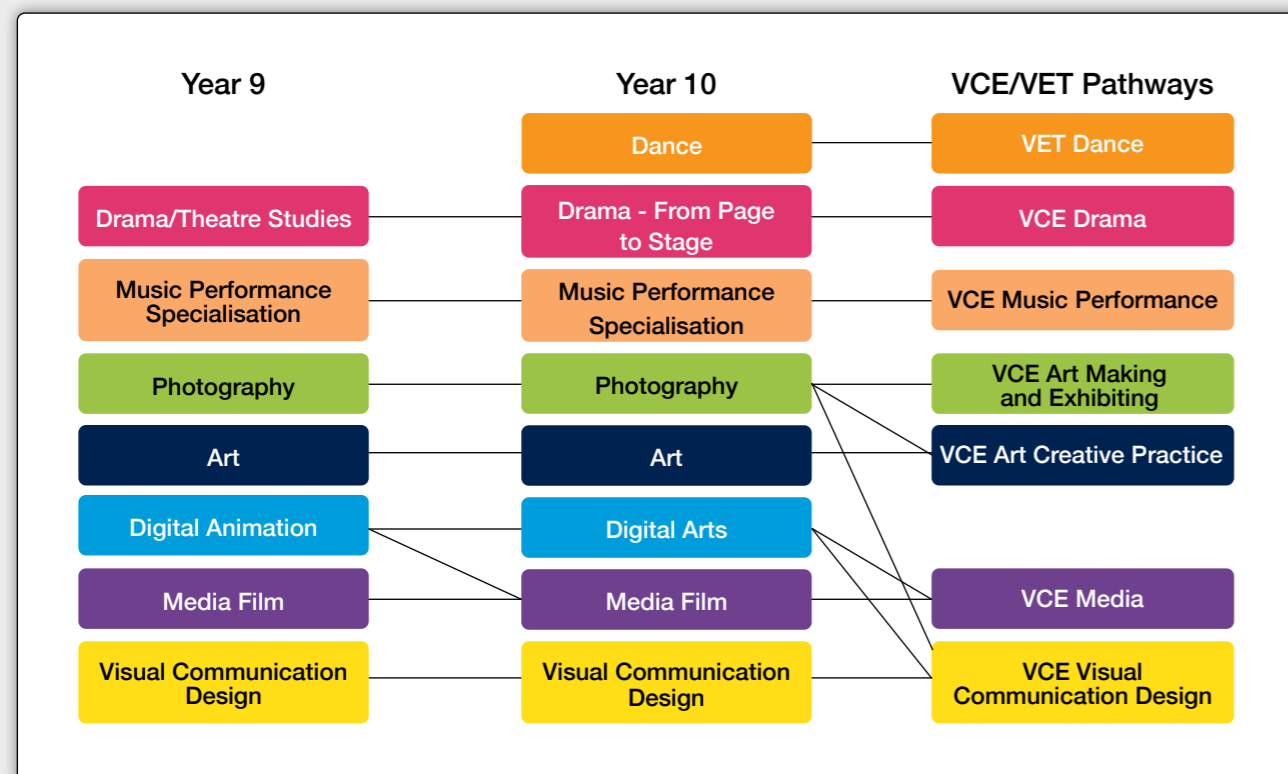 Year 9
Year 10
VCE/VET Pathways
Dance
VET Dance
Drama/Theatre Studies
Drama - From Page
to Stage
VCE Drama
Music Performance
Specialisation
Music Performance
Specialisation
VCE Music Performance
Photography
Photography
VCE Art Making
and Exhibiting
Art
Art
VCE Art Creative Practice
Digital Animation
Digital Arts
Media Film
Media Film
VCE Media
Visual Communication
Design
Visual Communication
Design
VCE Visual
Communication Design